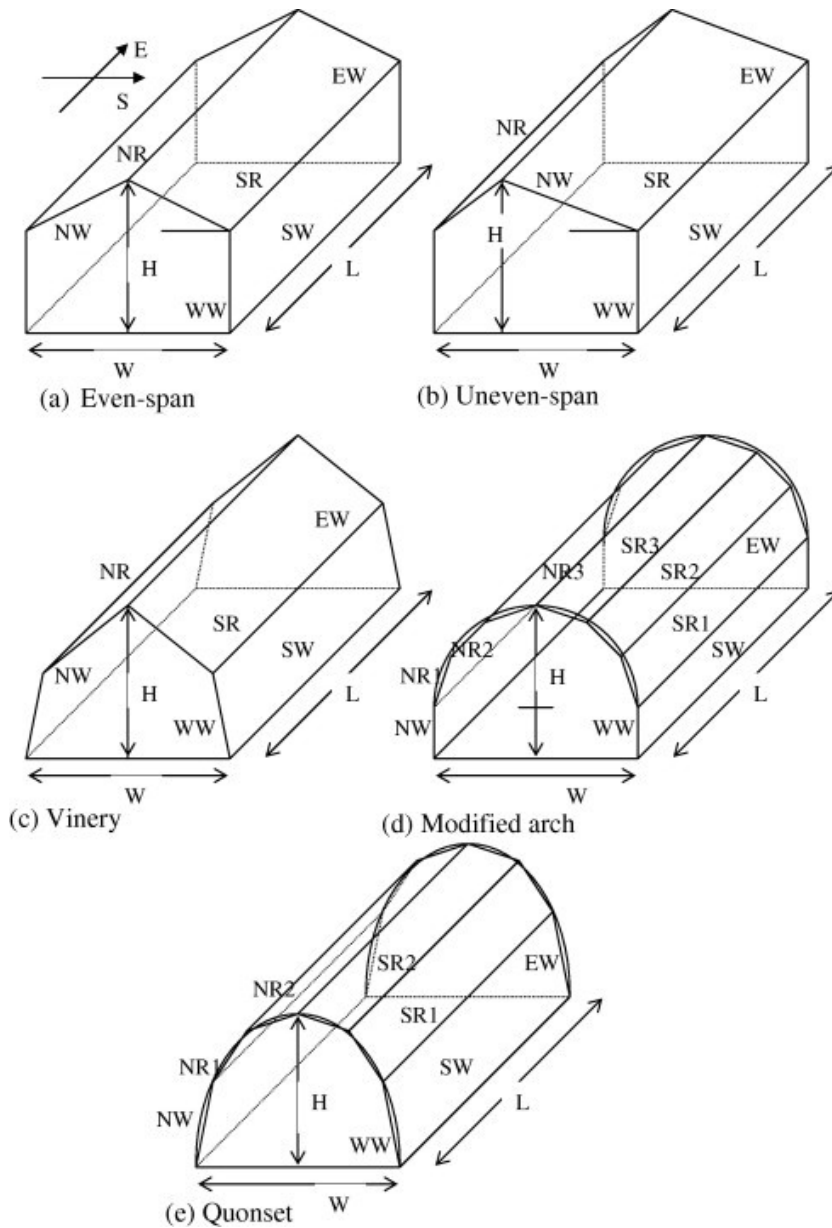 E
S
EW
NR
SR
NW
SW
H
L
WW
W
(a) Even-span
EW
NR
NW
SR
H
SW
L
WW
W
(b) Uneven-span
EW
NR
SR
NW
SW
H
L
WW
W
(c) Vinery
SR3
EW
NR3
SR2
SR1
NR2
SW
NR1
H
L
NW
WW
W
(d) Modified arch
SR2
EW
NR2
SR1
NR1
SW
H
L
NW
WW
W
(e) Quonset